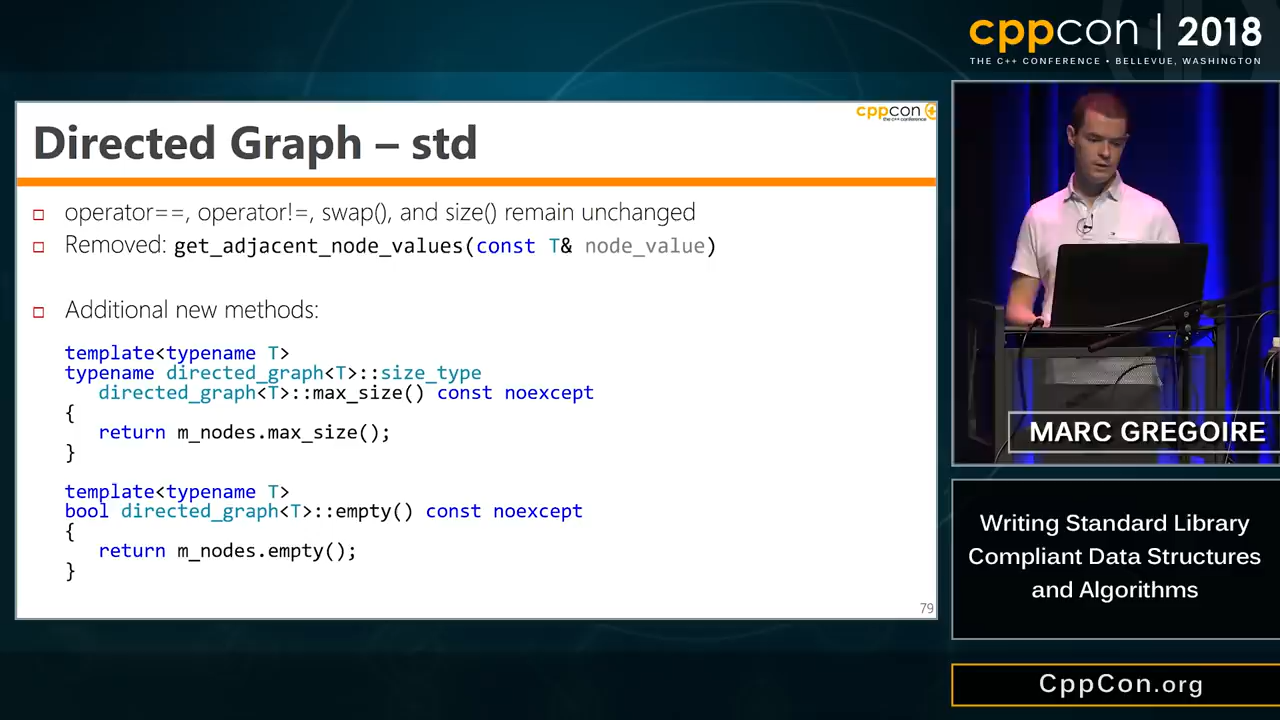 cppcon | 2018
THE C++ CONFERENCE • BELLEVUE, WASHINGTON
cppcon
the c++ conference
Directed Graph – std
operator==, operator!=, swap(), and size() remain unchanged
Removed: get_adjacent_node_values(const T& node_value)
Additional new methods:
template<typename T>
typename directed_graph<T>::size_type
directed_graph<T>::max_size() const noexcept
{
return m_nodes.max_size();
}
template<typename T>
bool directed_graph<T>::empty() const noexcept
{
return m_nodes.empty();
}
79
MARC GREGOIRE
Writing Standard Library
Compliant Data Structures
and Algorithms
CppCon.org